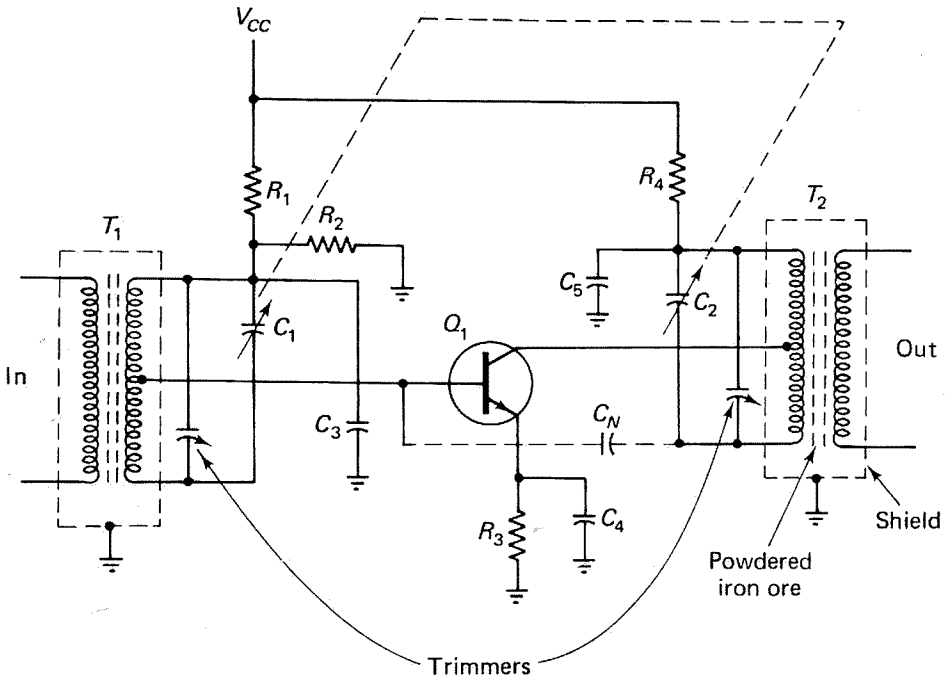 VCC
R1
R2
R4
T1
T2
C5
C2
C1
Q1
In
Out
C3
CN
R3
C4
Shield
Powdered
iron ore
Trimmers